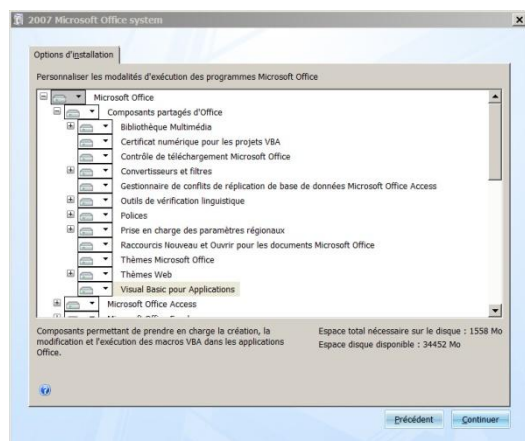 2007 Microsoft Office system
Options d'installation
Personnaliser les modalités d'exécution des programmes Microsoft Office
Microsoft Office
Composants partagés d'Office
Bibliothèque Multimédia
Certificat numérique pour les projets VBA
Contrôle de téléchargement Microsoft Office
Convertisseurs et filtres
Gestionnaire de conflits de réplication de base de données Microsoft Office Access
Outils de vérification linguistique
Polices
Prise en charge des paramètres régionaux
Raccourcis Nouveau et Ouvrir pour les documents Microsoft Office
Thèmes Microsoft Office
Thèmes Web
Visual Basic pour Applications
Microsoft Office Access
Composants permettant de prendre en charge la création, la
modification et l'exécution des macros VBA dans les applications
Office.
Espace total nécessaire sur le disque : 1558 Mo
Espace disque disponible : 34452 Mo
Précédent
Continuer